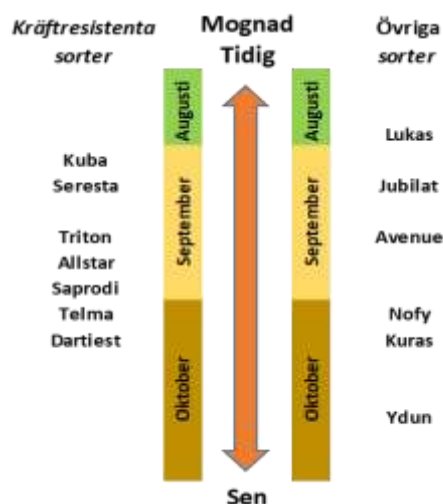 Kräftresistenta
sorter
Mognad
Tidig
Övriga
sorter
Augusti
September
Oktober
Augusti
September
Oktober
Kuba
Seresta
Triton
Allstar
Saprodi
Telma
Dartiest
Lukas
Jubilat
Avenue
Nofy
Kuras
Ydun
Sen